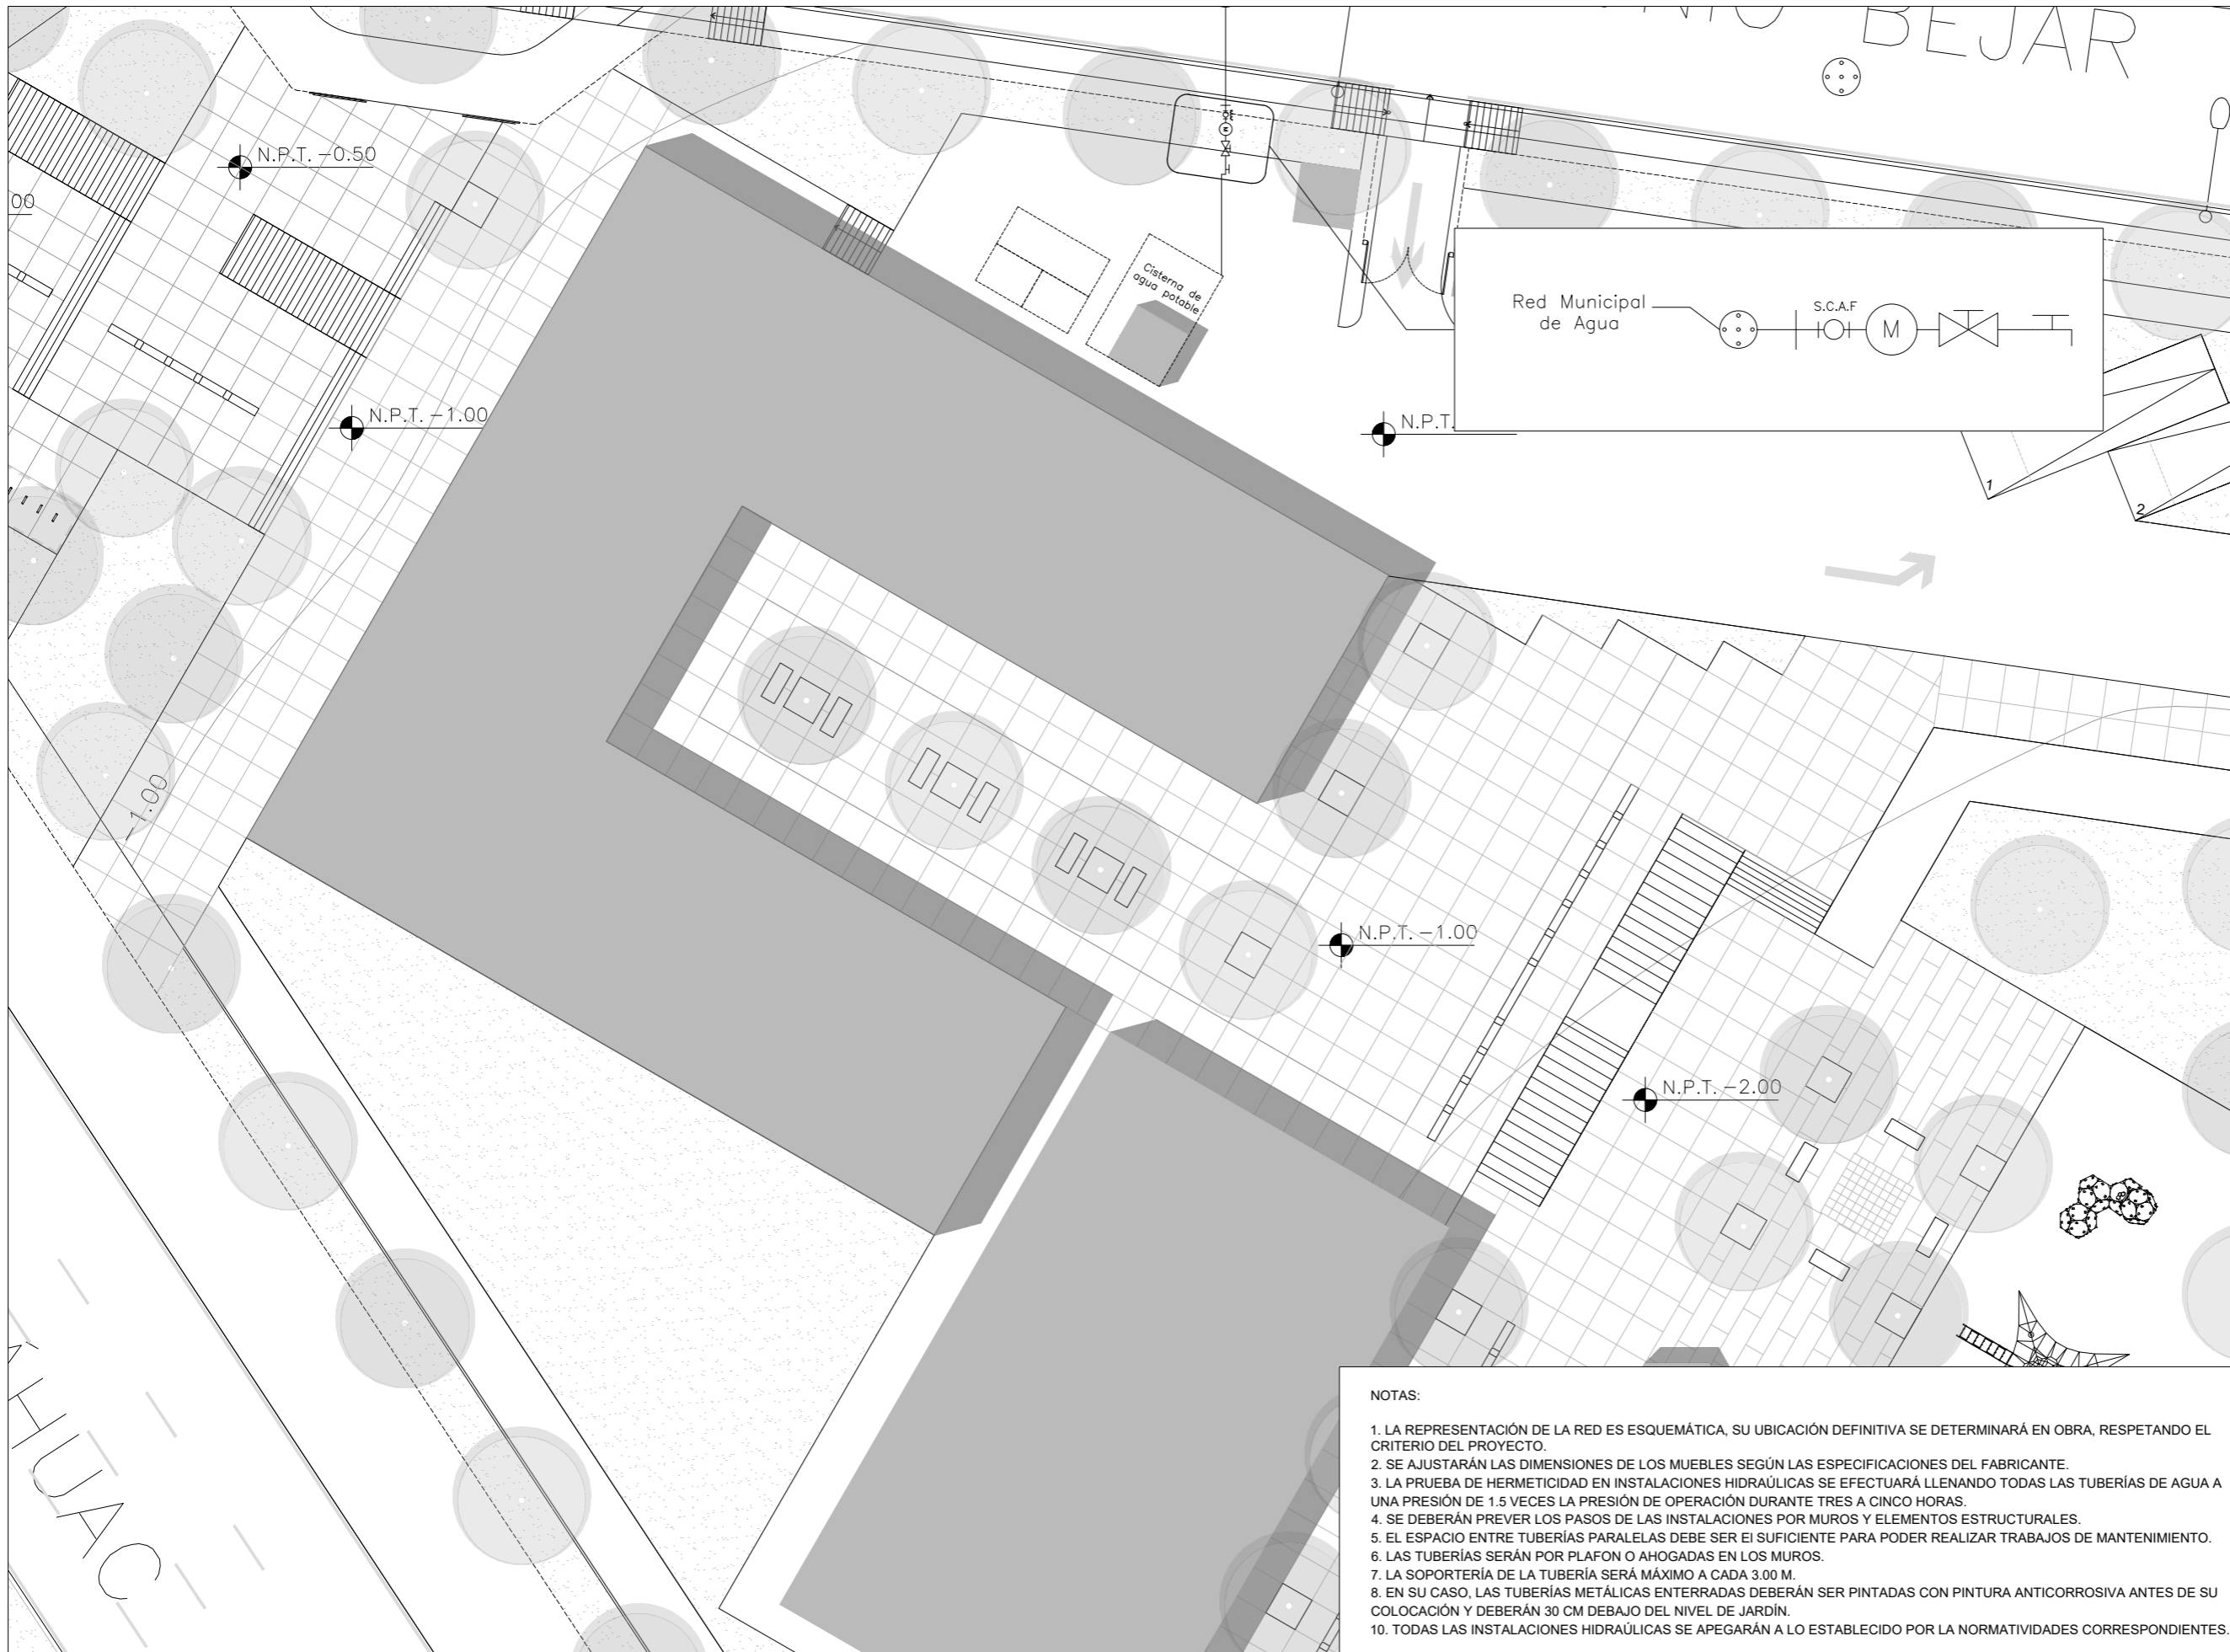 BEJAR
N.P.T. -0.50
00
Cisterna de
agua potable
Red Municipal
de Agua
S.C.A.F
M
N.P.T. -1.00
N.P.T.
1
2
-1.00
N.P.T. -1.00
N.P.T. -2.00
HUAC
NOTAS:
1. LA REPRESENTACIÓN DE LA RED ES ESQUEMÁTICA, SU UBICACIÓN DEFINITIVA SE DETERMINARÁ EN OBRA, RESPETANDO EL
CRITERIO DEL PROYECTO.
2. SE AJUSTARÁN LAS DIMENSIONES DE LOS MUEBLES SEGÚN LAS ESPECIFICACIONES DEL FABRICANTE.
3. LA PRUEBA DE HERMETICIDAD EN INSTALACIONES HIDRAÚLICAS SE EFECTUARÁ LLENANDO TODAS LAS TUBERÍAS DE AGUA A
UNA PRESIÓN DE 1.5 VECES LA PRESIÓN DE OPERACIÓN DURANTE TRES A CINCO HORAS.
4. SE DEBERÁN PREVER LOS PASOS DE LAS INSTALACIONES POR MUROS Y ELEMENTOS ESTRUCTURALES.
5. EL ESPACIO ENTRE TUBERÍAS PARALELAS DEBE SER El SUFICIENTE PARA PODER REALIZAR TRABAJOS DE MANTENIMIENTO.
6. LAS TUBERÍAS SERÁN POR PLAFON O AHOGADAS EN LOS MUROS.
7. LA SOPORTERÍA DE LA TUBERÍA SERÁ MÁXIMO A CADA 3.00 M.
8. EN SU CASO, LAS TUBERÍAS METÁLICAS ENTERRADAS DEBERÁN SER PINTADAS CON PINTURA ANTICORROSIVA ANTES DE SU
COLOCACIÓN Y DEBERÁN 30 CM DEBAJO DEL NIVEL DE JARDÍN.
10. TODAS LAS INSTALACIONES HIDRAÚLICAS SE APEGARÁN A LO ESTABLECIDO POR LA NORMATIVIDADES CORRESPONDIENTES.